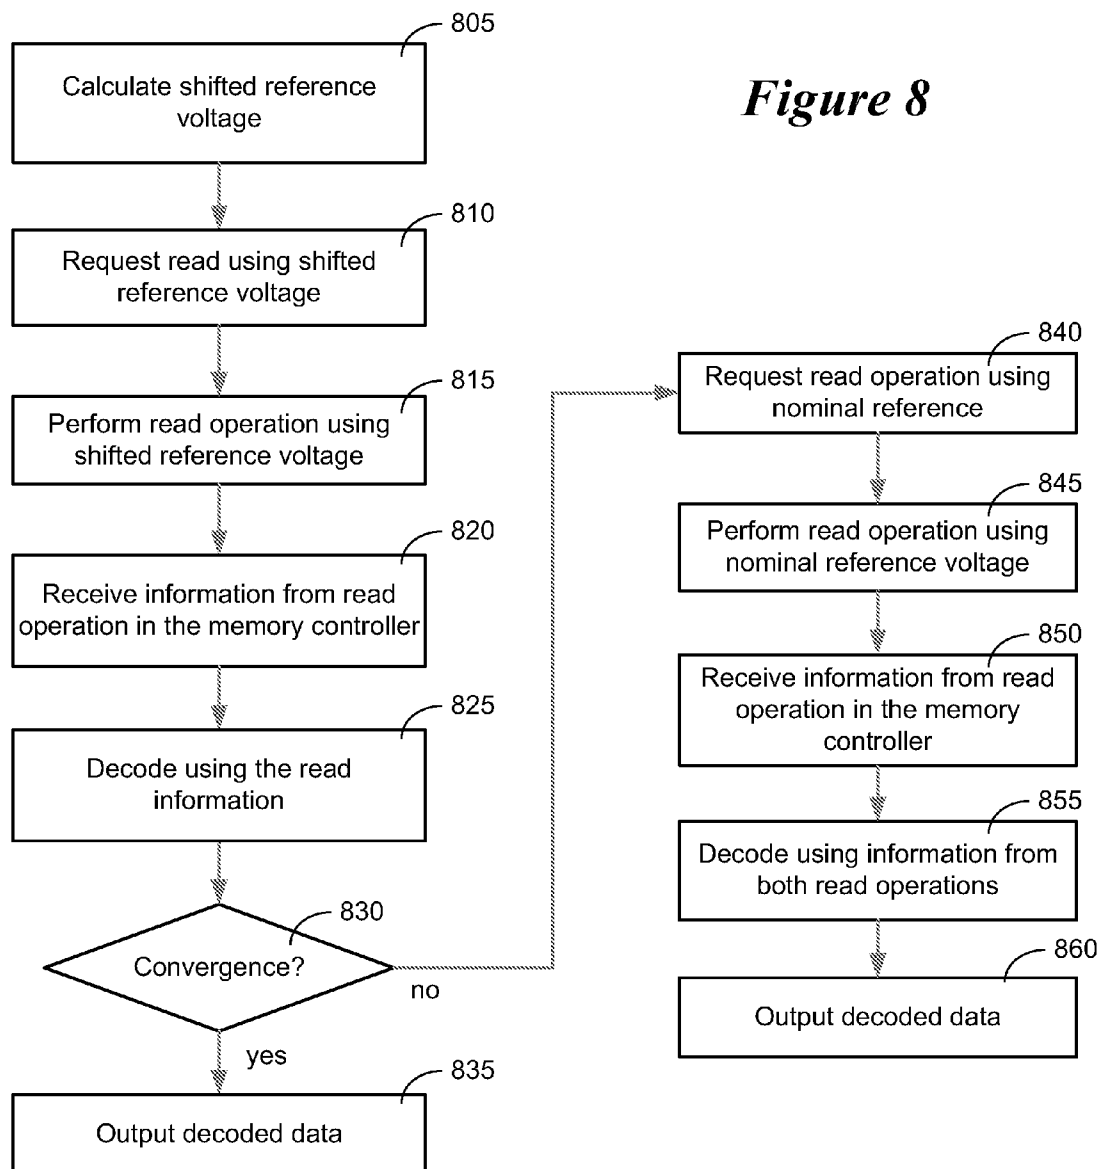 805
Calculate shifted reference
voltage
Figure 8
810
Request read using shifted
reference voltage
815
Perform read operation using
shifted reference voltage
820
Receive information from read
operation in the memory controller
825
Decode using the read
information
830
Convergence?
no
yes
835
Output decoded data
840
Request read operation using
nominal reference
845
Perform read operation using
nominal reference voltage
850
Receive information from read
operation in the memory
controller
855
Decode using information from
both read operations
860
Output decoded data